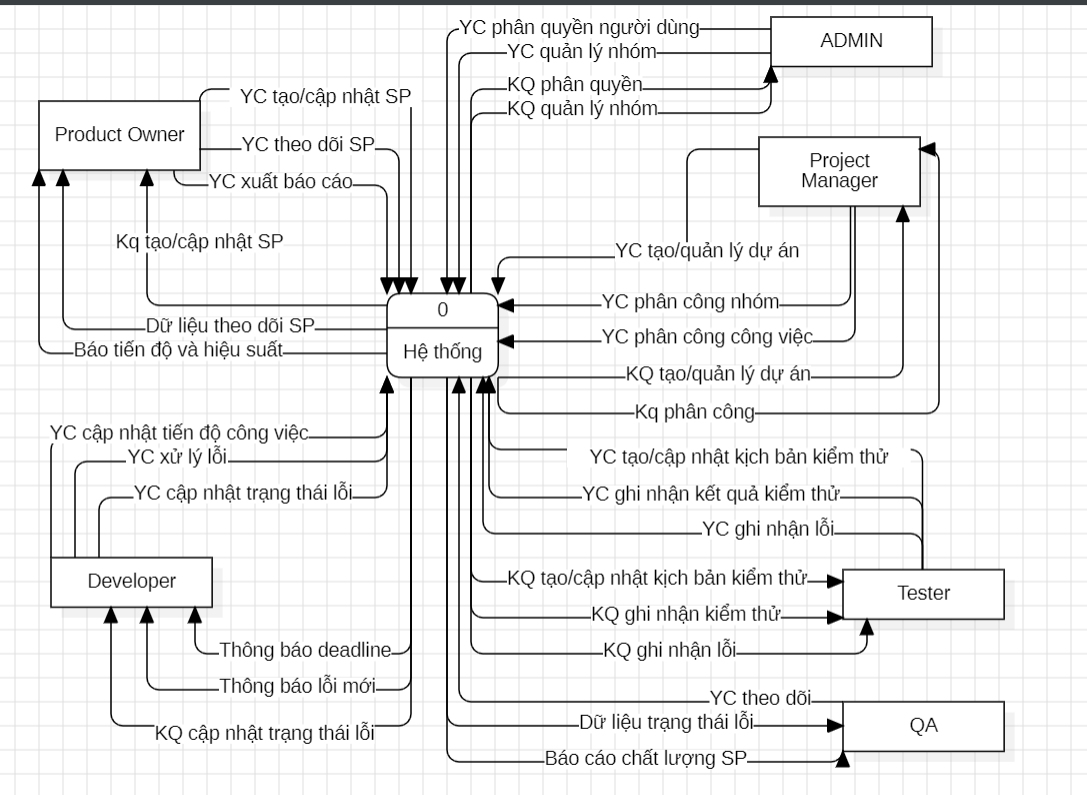 YC phân quyền người dùng
ADMIN
YC quản lý nhóm
KQ phân quyền
KQ quản lý nhóm
YC tạo/cập nhật SP
Product Owner
YC theo dõi SP
YC xuất báo cáo
Project
Manager
Kq tạo/cập nhật SP
YC tạo/quản lý dự án
0
Hệ thống
YC phân công nhóm
Dữ liệu theo dõi SP
YC phân công công việc
Báo tiến độ và hiệu suất
KQ tạo/quản lý dự án
Kq phân công
YC cập nhật tiến độ công việc
YC xử lý lỗi
YC cập nhật trạng thái lỗi
YC tạo/cập nhật kịch bản kiểm thử
YC ghi nhận kết quả kiểm thử
YC ghi nhận lỗi
Developer
KQ tạo/cập nhật kịch bản kiểm thử
Tester
KQ ghi nhận kiểm thử
KQ ghi nhận lỗi
Thông báo deadline
Thông báo lỗi mới
KQ cập nhật trạng thái lỗi
YC theo dõi
Dữ liệu trạng thái lỗi
QA
Báo cáo chất lượng SP